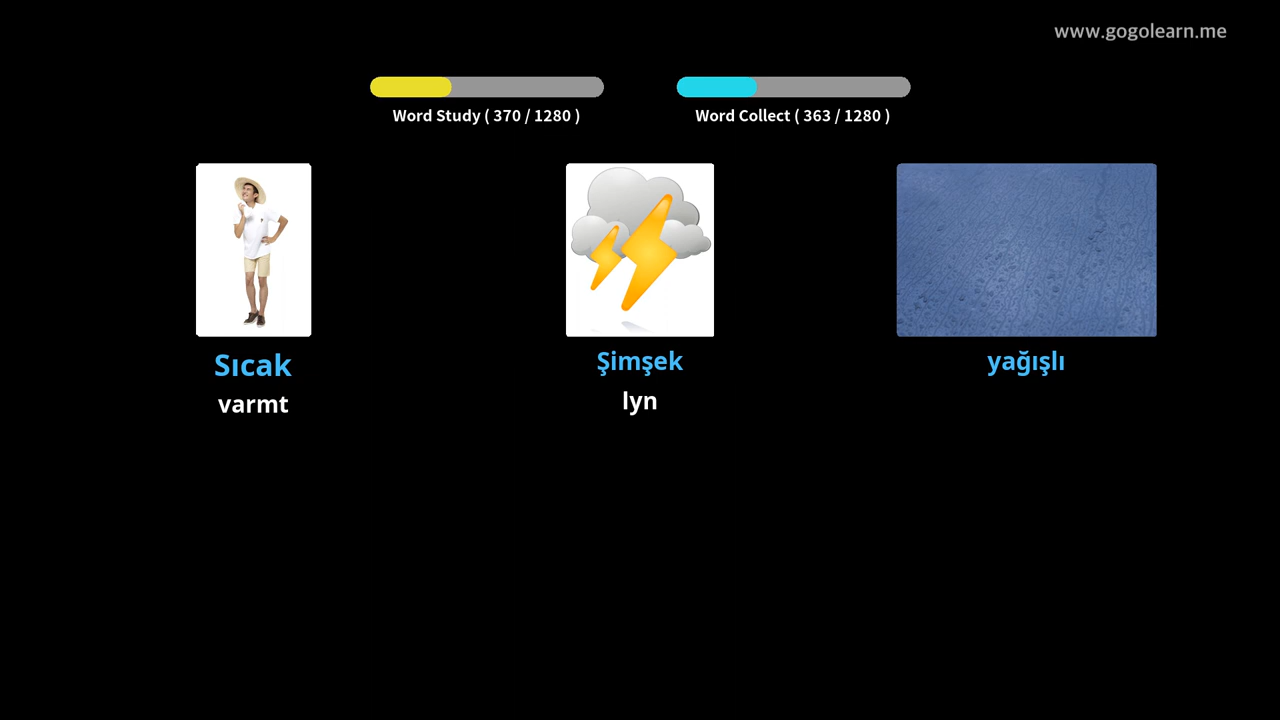 www.gogolearn.me
Word Study ( 370 / 1280 )
Word Collect ( 363 / 1280 )
Sıcak
varmt
Şimşek
lyn
yağışlı